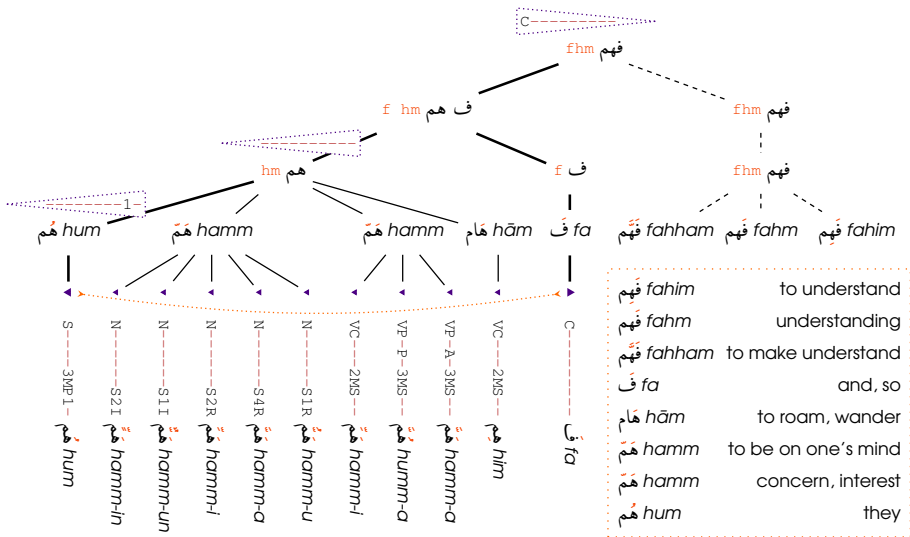 C---------
fhm فهم
f hm ف هم
fhm فهم
----------
hm هم
f ف
fhm فهم
--------1-
هُم hum
هَمّ hamm
هَمّ hamm
هَام hām
فَ fa
فَهَّم fahham
فَهم fahm
فَهِم fahim
S----3MP1- هُم hum
N------S2I هَمٍّ hamm-in
N------S1I هَمٌّ hamm-un
N------S2R هَمِّ hamm-i
N------S4R هَمَّ hamm-a
N------S1R هَمُّ hamm-u
VC---2MS-- هَمِّ hamm-i
VP-P-3MS-- هُمَّ humm-a
VP-A-3MS-- هَمَّ hamm-a
VC---2MS-- هِم him
C--------- فَ fa
فَهِم fahim to understand
فَهم fahm understanding
فَهَّم fahham to make understand
فَ fa and, so
هَام hām to roam, wander
هَمّ hamm to be on one's mind
هَمّ hamm concern, interest
هُم hum they